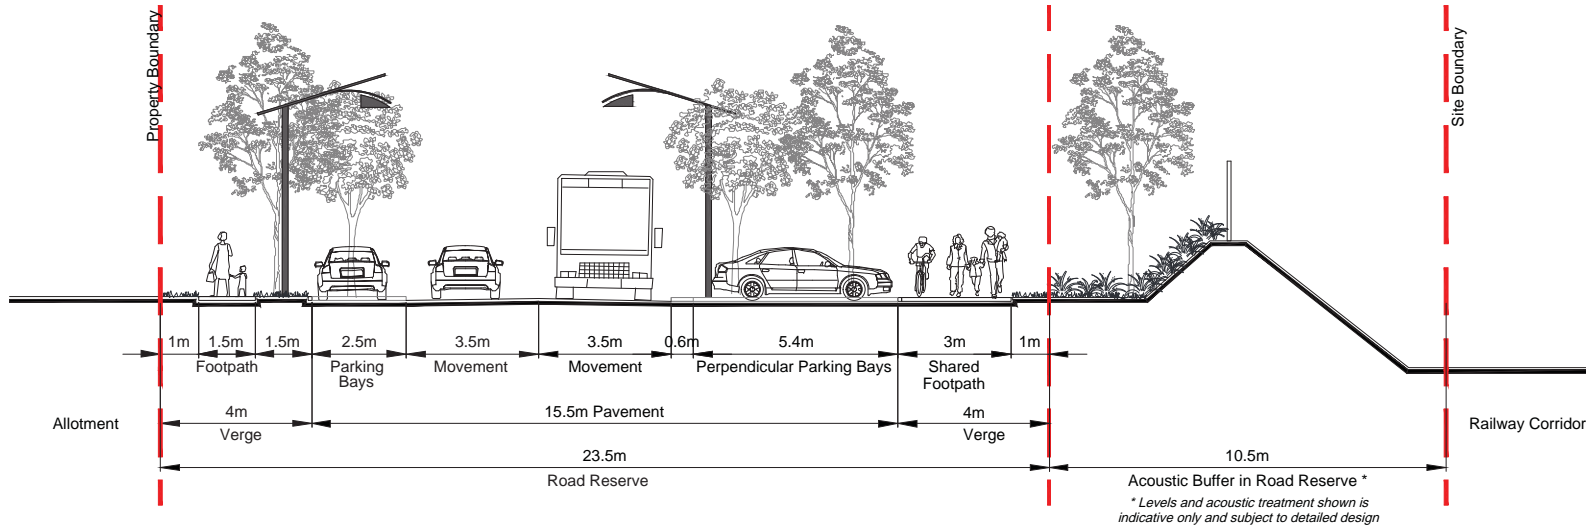 Property Boundary
Site Boundary
1m 1.5m 1.5m 2.5m 3.5m 3.5m 0.6m 5.4m 3m 1m
Footpath Parking Movement Movement Perpendicular Parking Bays Shared
Bays Footpath
4m 15.5m Pavement 4m
Allotment Verge Verge Railway Corridor
23.5m 10.5m
Road Reserve Acoustic Buffer in Road Reserve *
* Levels and acoustic treatment shown is
indicative only and subject to detailed design